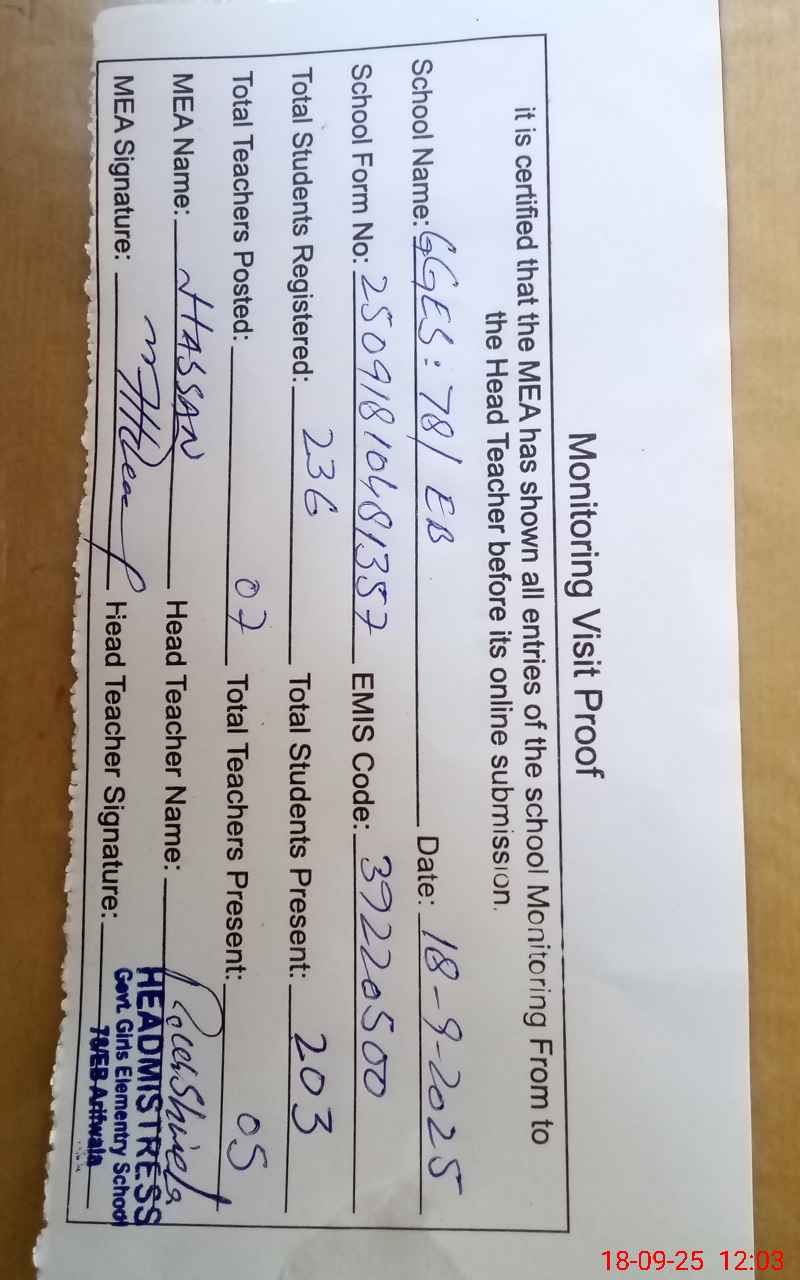 Monitoring Visit Proof
it is certified that the MEA has shown all entries of the school Monitoring From to
the Head Teacher before its online submission.
School Name: GGES: 78/EB Date: 18-9-2025
School Form No: 25091810481357 EMIS Code: 39220500
Total Students Registered: 236 Total Students Present: 203
Total Teachers Posted: 07 Total Teachers Present: 05
MEA Name: HASSAN Head Teacher Name:
MEA Signature: Head Teacher Signature:
HEADMISTRESS
Govt. Girls Elementry School
78/EB Arifwala
18-09-25 12:03